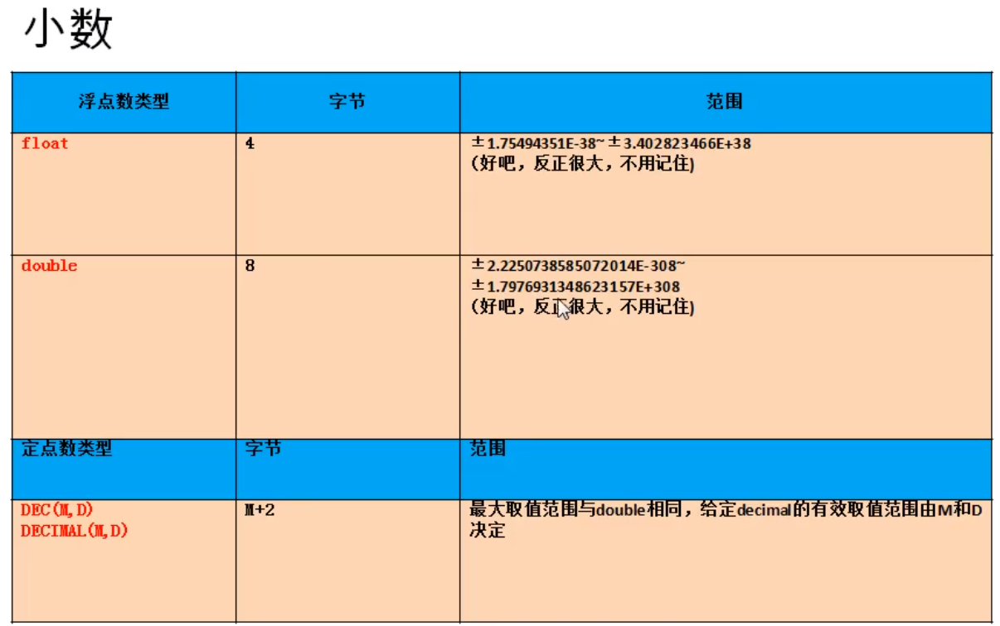 小数
浮点数类型
字节
范围
float
4
±1.75494351E-38~±3.402823466E+38
(好吧，反正很大，不用记住)
double
8
±2.2250738585072014E-308~
±1.7976931348623157E+308
(好吧，反正很大，不用记住)
定点数类型
字节
范围
DEC(M,D)
DECIMAL(M,D)
M+2
最大取值范围与double相同，给定decimal的有效取值范围由M和D
决定